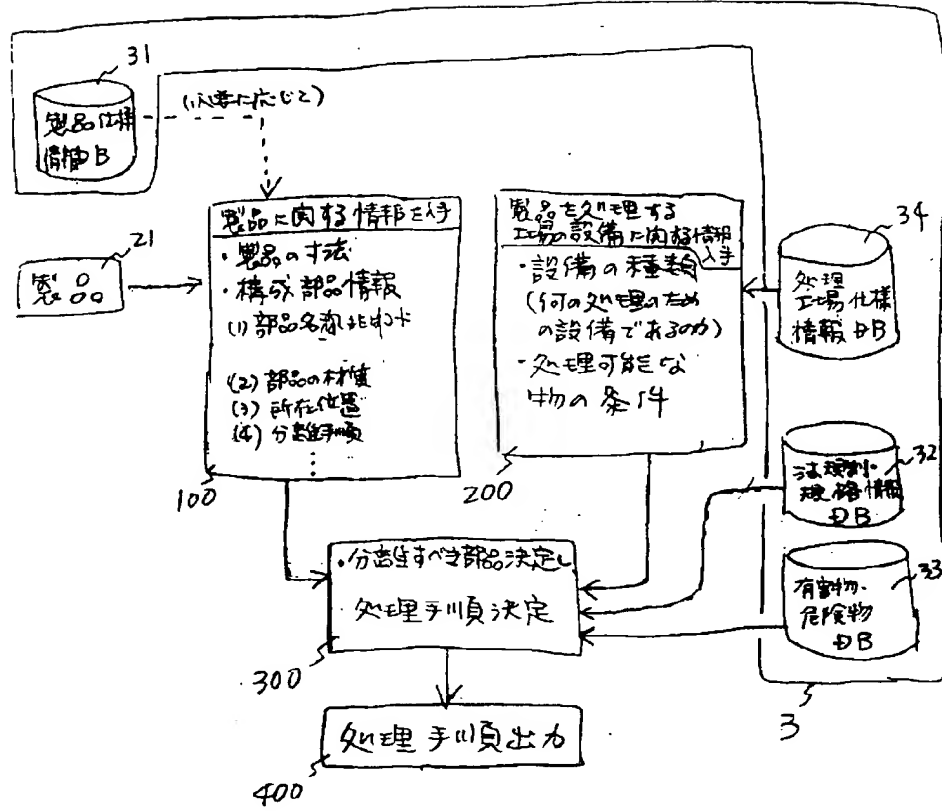 31
製品仕様
情報DB
(必要に応じて)
21
製品
製品に関する情報を入手
・製品の寸法
・構成部品情報
(1) 部品名称
(2) 部品の材質
(3) 所在位置
(4) 分離手順
100
製品を処理する
工場の設備に関する情報
入手
・設備の種類
(何の処理のため
の設備であるのか)
・処理可能な
物の条件
200
34
処理
工場仕様
情報DB
32
法規制・
規格情報
DB
33
有害物・
危険物
DB
3
・分離すべき部品決定し
処理手順決定
300
処理手順出力
400